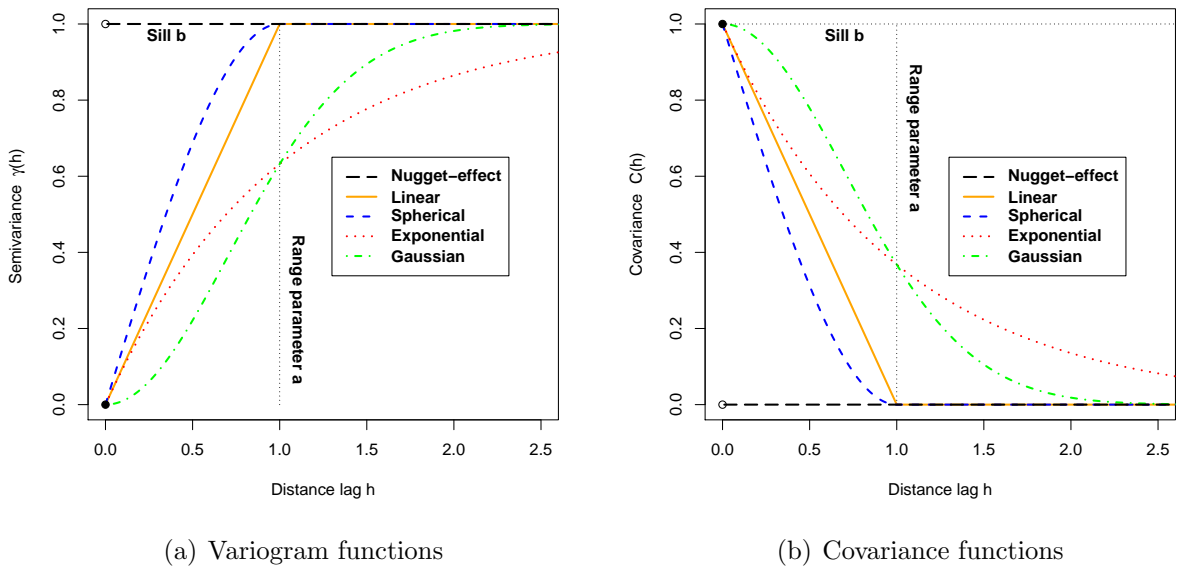 Semivariance γ(h)
1.0
0.8
0.6
0.4
0.2
0.0
Sill b
Range parameter a
Nugget−effect
Linear
Spherical
Exponential
Gaussian
0.0 0.5 1.0 1.5 2.0 2.5
Distance lag h
(a) Variogram functions
Covariance C(h)
1.0
0.8
0.6
0.4
0.2
0.0
Sill b
Range parameter a
Nugget−effect
Linear
Spherical
Exponential
Gaussian
0.0 0.5 1.0 1.5 2.0 2.5
Distance lag h
(b) Covariance functions